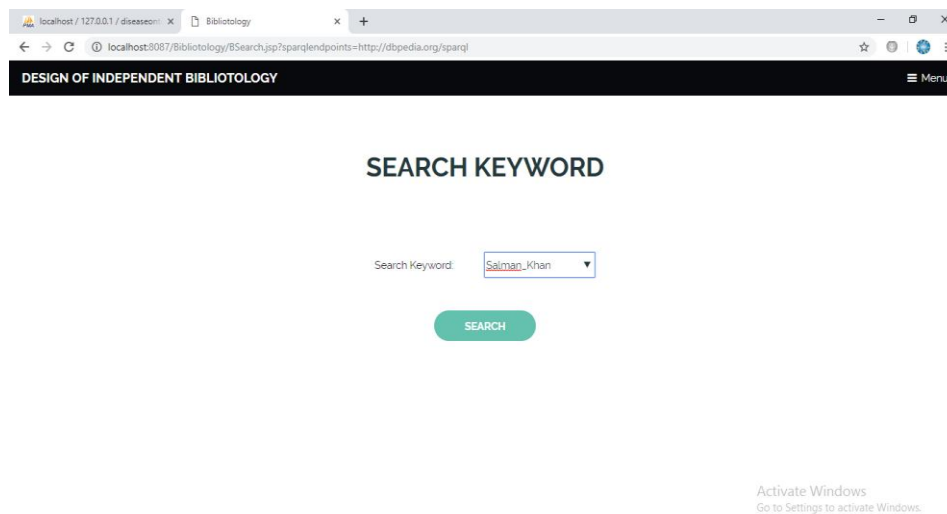 localhost / 127.0.0.1 / diseaseont
Bibliotology
localhost:8087/Bibliotology/BSearch.jsp?sparqlendpoints=http://dbpedia.org/sparql
DESIGN OF INDEPENDENT BIBLIOTOLOGY
Menu
SEARCH KEYWORD
Search Keyword:
Salman_Khan
SEARCH
Activate Windows
Go to Settings to activate Windows.